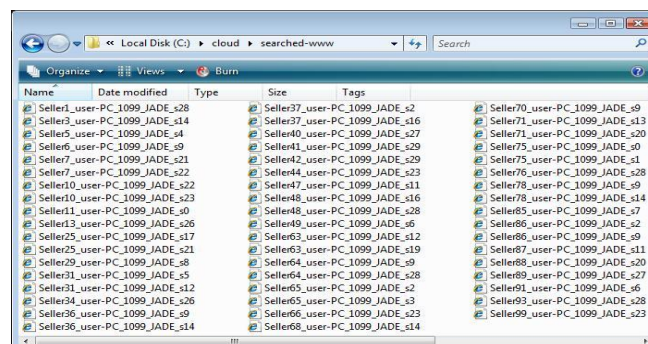 Local Disk (C:) cloud searched-www Search
Organize Views Burn
Name Date modified Type Size Tags
Seller1_user-PC_1099_JADE_s28
Seller3_user-PC_1099_JADE_s14
Seller5_user-PC_1099_JADE_s4
Seller6_user-PC_1099_JADE_s9
Seller7_user-PC_1099_JADE_s21
Seller7_user-PC_1099_JADE_s22
Seller10_user-PC_1099_JADE_s22
Seller10_user-PC_1099_JADE_s23
Seller11_user-PC_1099_JADE_s0
Seller13_user-PC_1099_JADE_s26
Seller25_user-PC_1099_JADE_s17
Seller25_user-PC_1099_JADE_s21
Seller29_user-PC_1099_JADE_s8
Seller31_user-PC_1099_JADE_s5
Seller31_user-PC_1099_JADE_s12
Seller34_user-PC_1099_JADE_s26
Seller36_user-PC_1099_JADE_s9
Seller36_user-PC_1099_JADE_s14
Seller37_user-PC_1099_JADE_s2
Seller37_user-PC_1099_JADE_s16
Seller40_user-PC_1099_JADE_s27
Seller41_user-PC_1099_JADE_s29
Seller42_user-PC_1099_JADE_s29
Seller44_user-PC_1099_JADE_s23
Seller47_user-PC_1099_JADE_s11
Seller48_user-PC_1099_JADE_s16
Seller48_user-PC_1099_JADE_s28
Seller49_user-PC_1099_JADE_s6
Seller63_user-PC_1099_JADE_s12
Seller63_user-PC_1099_JADE_s19
Seller64_user-PC_1099_JADE_s9
Seller64_user-PC_1099_JADE_s28
Seller65_user-PC_1099_JADE_s2
Seller65_user-PC_1099_JADE_s3
Seller66_user-PC_1099_JADE_s23
Seller68_user-PC_1099_JADE_s14
Seller70_user-PC_1099_JADE_s9
Seller71_user-PC_1099_JADE_s13
Seller71_user-PC_1099_JADE_s20
Seller75_user-PC_1099_JADE_s0
Seller75_user-PC_1099_JADE_s1
Seller76_user-PC_1099_JADE_s28
Seller78_user-PC_1099_JADE_s9
Seller78_user-PC_1099_JADE_s14
Seller85_user-PC_1099_JADE_s7
Seller86_user-PC_1099_JADE_s2
Seller86_user-PC_1099_JADE_s9
Seller87_user-PC_1099_JADE_s11
Seller88_user-PC_1099_JADE_s20
Seller89_user-PC_1099_JADE_s27
Seller91_user-PC_1099_JADE_s6
Seller93_user-PC_1099_JADE_s28
Seller99_user-PC_1099_JADE_s23